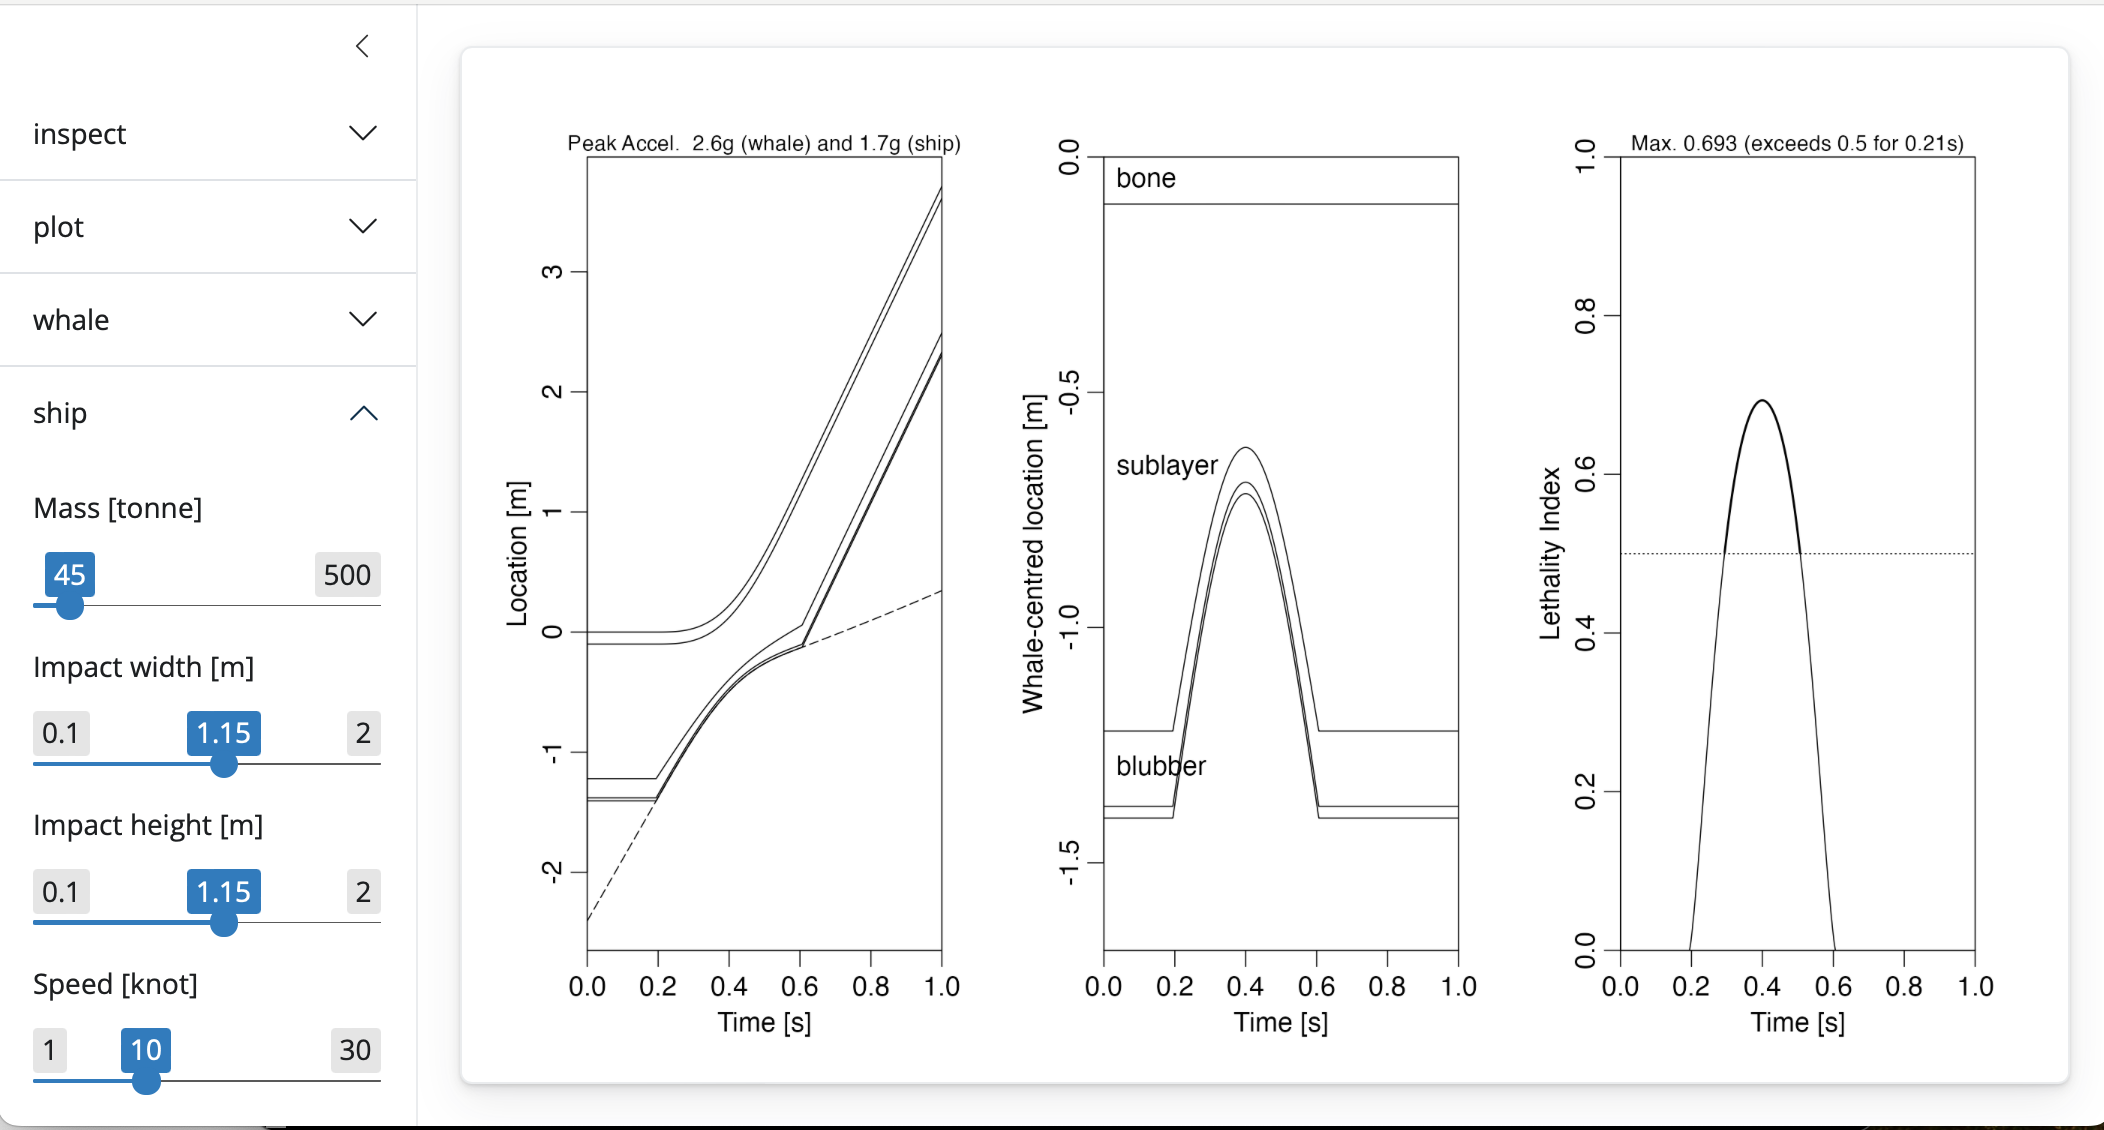 inspect
plot
whale
ship
Mass [tonne]
45
500
Impact width [m]
0.1
1.15
2
Impact height [m]
0.1
1.15
2
Speed [knot]
1
10
30
Peak Accel.  2.6g (whale) and 1.7g (ship)
Location [m]
3
2
1
0
-1
-2
0.0 0.2 0.4 0.6 0.8 1.0
Time [s]
Whale-centred location [m]
0.0
-0.5
-1.0
-1.5
bone
sublayer
blubber
0.0 0.2 0.4 0.6 0.8 1.0
Time [s]
Max. 0.693 (exceeds 0.5 for 0.21s)
Lethality Index
1.0
0.8
0.6
0.4
0.2
0.0
0.0 0.2 0.4 0.6 0.8 1.0
Time [s]